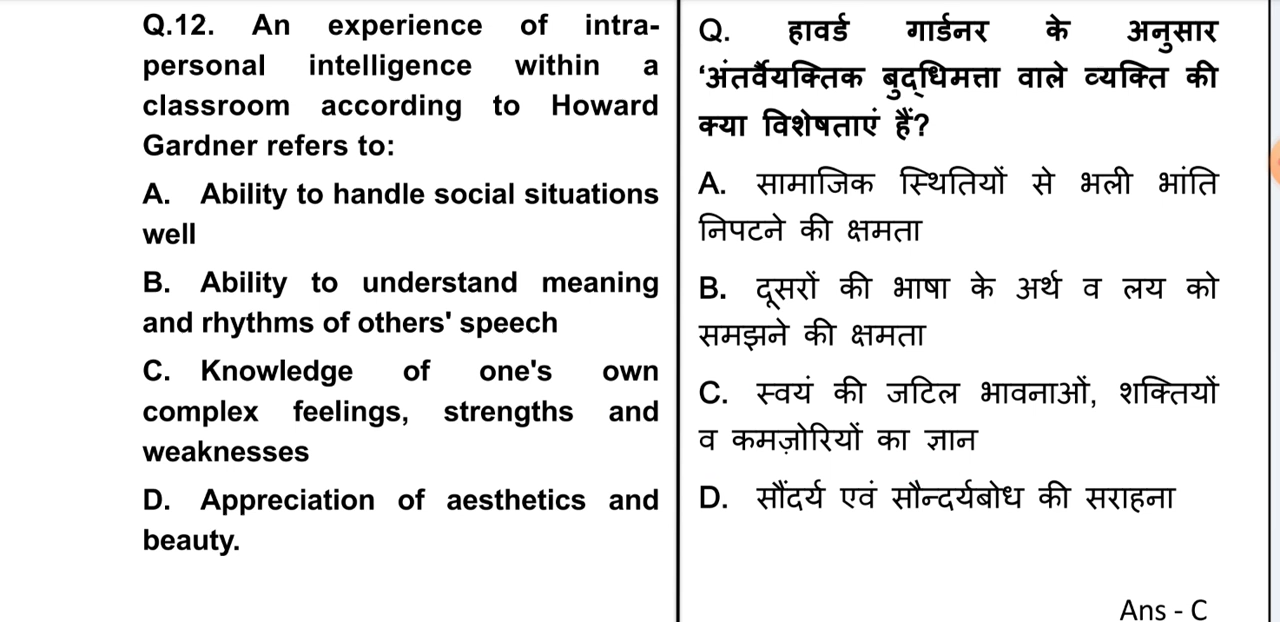 Q.12. An experience of intra-
personal intelligence within a
classroom according to Howard
Gardner refers to:
A. Ability to handle social situations
well
B. Ability to understand meaning
and rhythms of others' speech
C. Knowledge of one's own
complex feelings, strengths and
weaknesses
D. Appreciation of aesthetics and
beauty.
Q. हावर्ड गार्डनर के अनुसार
‘अंतर्वैयक्तिक बुद्धिमत्ता वाले व्यक्ति की
क्या विशेषताएं हैं?
A. सामाजिक स्थितियों से भली भांति
निपटने की क्षमता
B. दूसरों की भाषा के अर्थ व लय को
समझने की क्षमता
C. स्वयं की जटिल भावनाओं, शक्तियों
व कमज़ोरियों का ज्ञान
D. सौंदर्य एवं सौन्दर्यबोध की सराहना
Ans - C